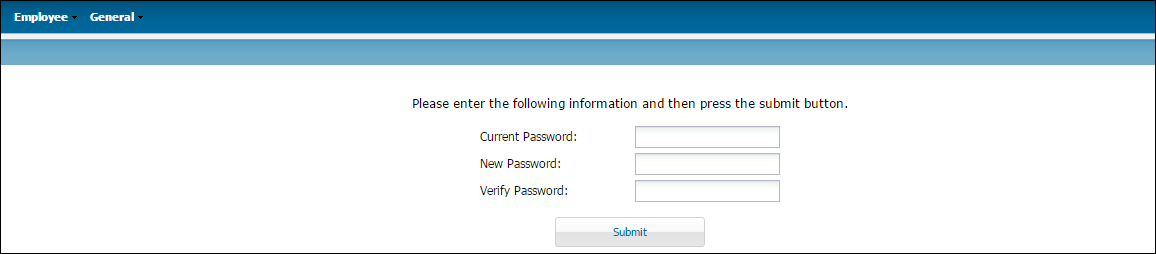 Employee General
Please enter the following information and then press the submit button.
Current Password:
New Password:
Verify Password:
Submit